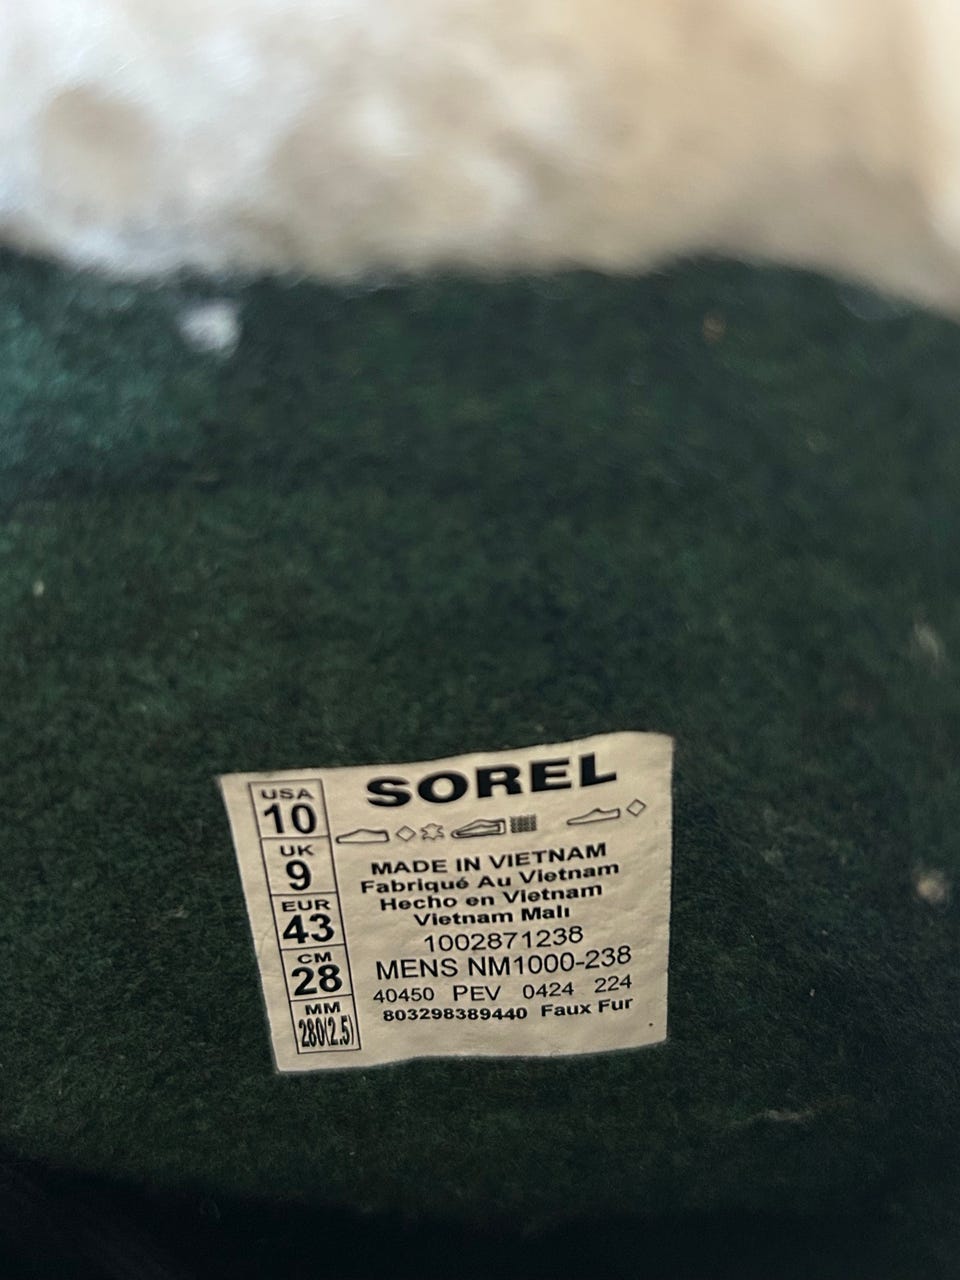 USA
10
UK
9
EUR
43
CM
28
MM
280(2.5)
SOREL
MADE IN VIETNAM
Fabriqué Au Vietnam
Hecho en Vietnam
Vietnam Malı
1002871238
MENS NM1000-238
40450 PEV 0424 224
803298389440 Faux Fur